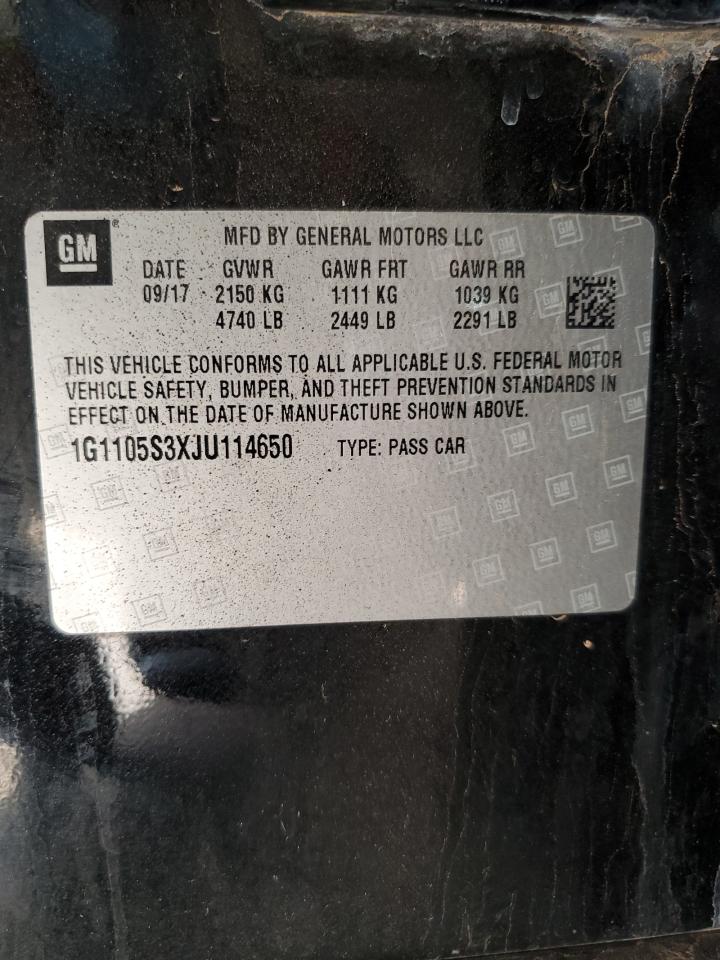 GM®
MFD BY GENERAL MOTORS LLC
DATE GVWR GAWR FRT GAWR RR
09/17 2150 KG 1111 KG 1039 KG
4740 LB 2449 LB 2291 LB
THIS VEHICLE CONFORMS TO ALL APPLICABLE U.S. FEDERAL MOTOR
VEHICLE SAFETY, BUMPER, AND THEFT PREVENTION STANDARDS IN
EFFECT ON THE DATE OF MANUFACTURE SHOWN ABOVE.
1G1105S3XJU114650 TYPE: PASS CAR